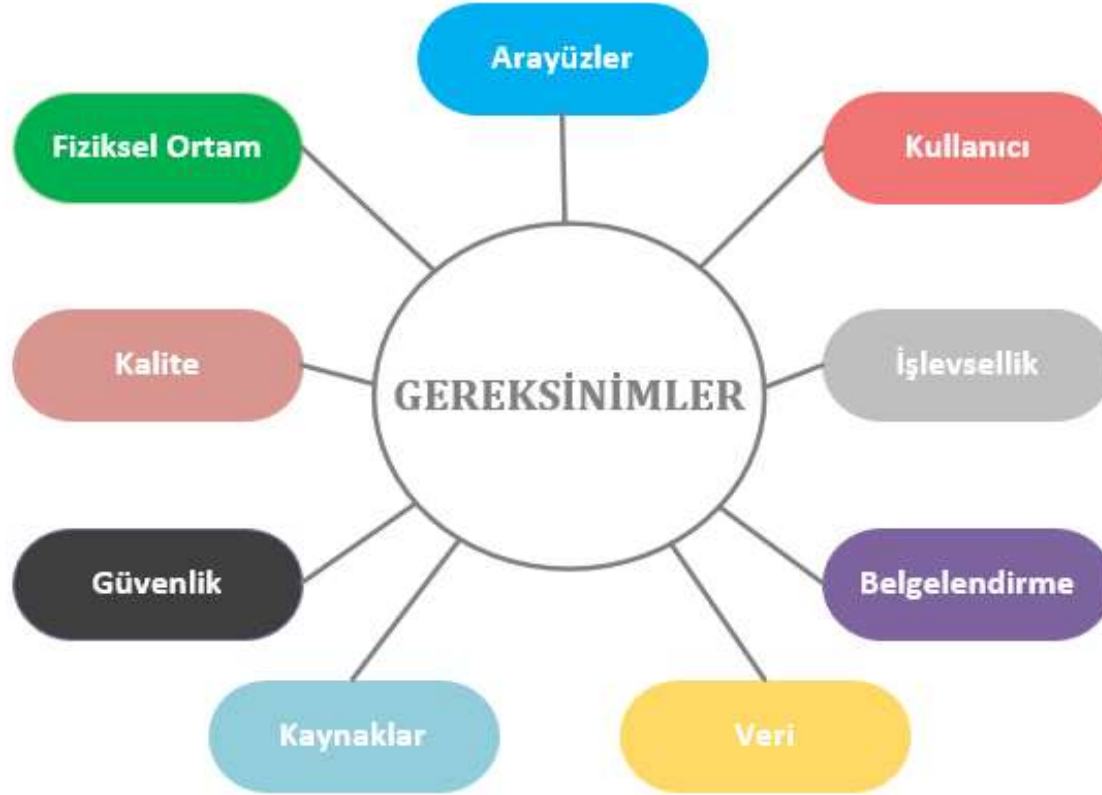 Arayüzler
Fiziksel Ortam
Kullanıcı
Kalite
İşlevsellik
GEREKSİNİMLER
Güvenlik
Belgelendirme
Kaynaklar
Veri